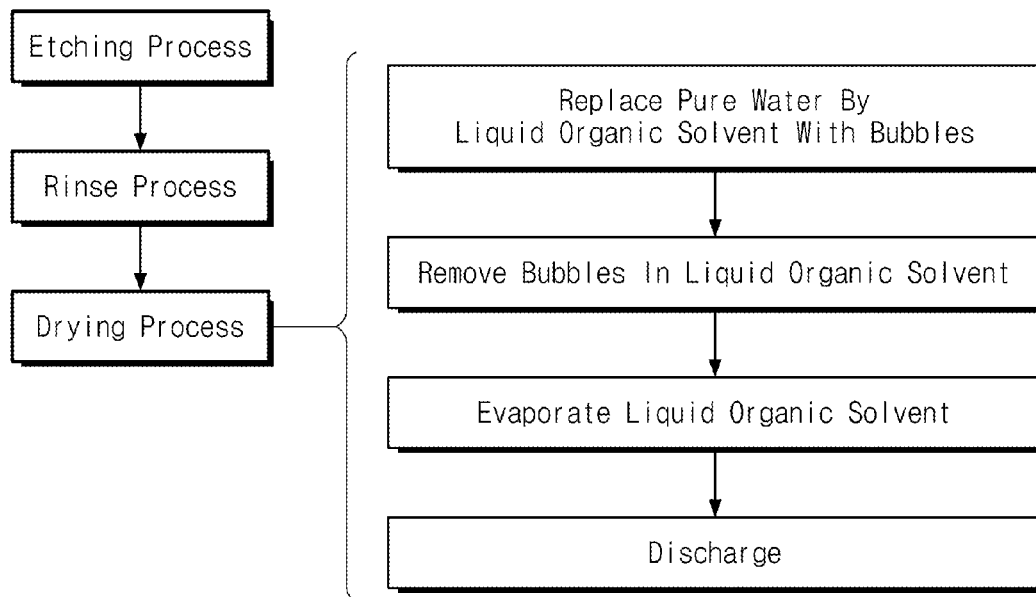 Etching Process
Rinse Process
Drying Process
Replace Pure Water By
Liquid Organic Solvent With Bubbles
Remove Bubbles In Liquid Organic Solvent
Evaporate Liquid Organic Solvent
Discharge